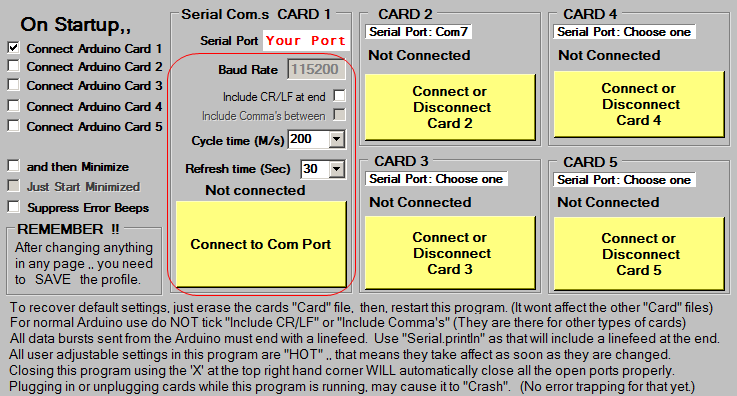 On Startup,,
Connect Arduino Card 1
Connect Arduino Card 2
Connect Arduino Card 3
Connect Arduino Card 4
Connect Arduino Card 5
and then Minimize
Just Start Minimized
Suppress Error Beeps
REMEMBER !!
After changing anything
in any page ,, you need
to SAVE the profile.
Serial Com.s CARD 1
Serial Port Your Port
Baud Rate 115200
Include CR/LF at end
Include Comma's between
Cycle time (M/s) 200
Refresh time (Sec) 30
Not connected
Connect to Com Port
CARD 2
Serial Port: Com7
Not Connected
Connect or
Disconnect
Card 2
CARD 3
Serial Port: Choose one
Not Connected
Connect or
Disconnect
Card 3
CARD 4
Serial Port: Choose one
Not Connected
Connect or
Disconnect
Card 4
CARD 5
Serial Port: Choose one
Not Connected
Connect or
Disconnect
Card 5
To recover default settings, just erase the cards "Card" file, then, restart this program. (It wont affect the other "Card" files)
For normal Arduino use do NOT tick "Include CR/LF" or "Include Comma's" (They are there for other types of cards)
All data bursts sent from the Arduino must end with a linefeed. Use "Serial.println" as that will include a linefeed at the end.
All user adjustable settings in this program are "HOT" ,, that means they take affect as soon as they are changed.
Closing this program using the 'X' at the top right hand corner WILL automatically close all the open ports properly.
Plugging in or unplugging cards while this program is running, may cause it to "Crash". (No error trapping for that yet.)